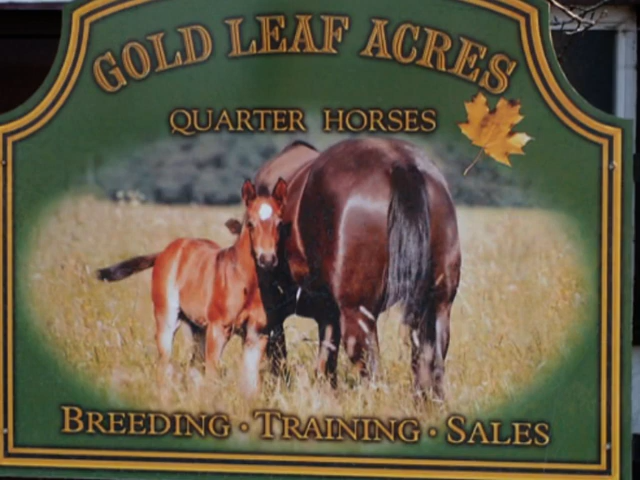 GOLD LEAF ACRES
QUARTER HORSES
BREEDING · TRAINING · SALES